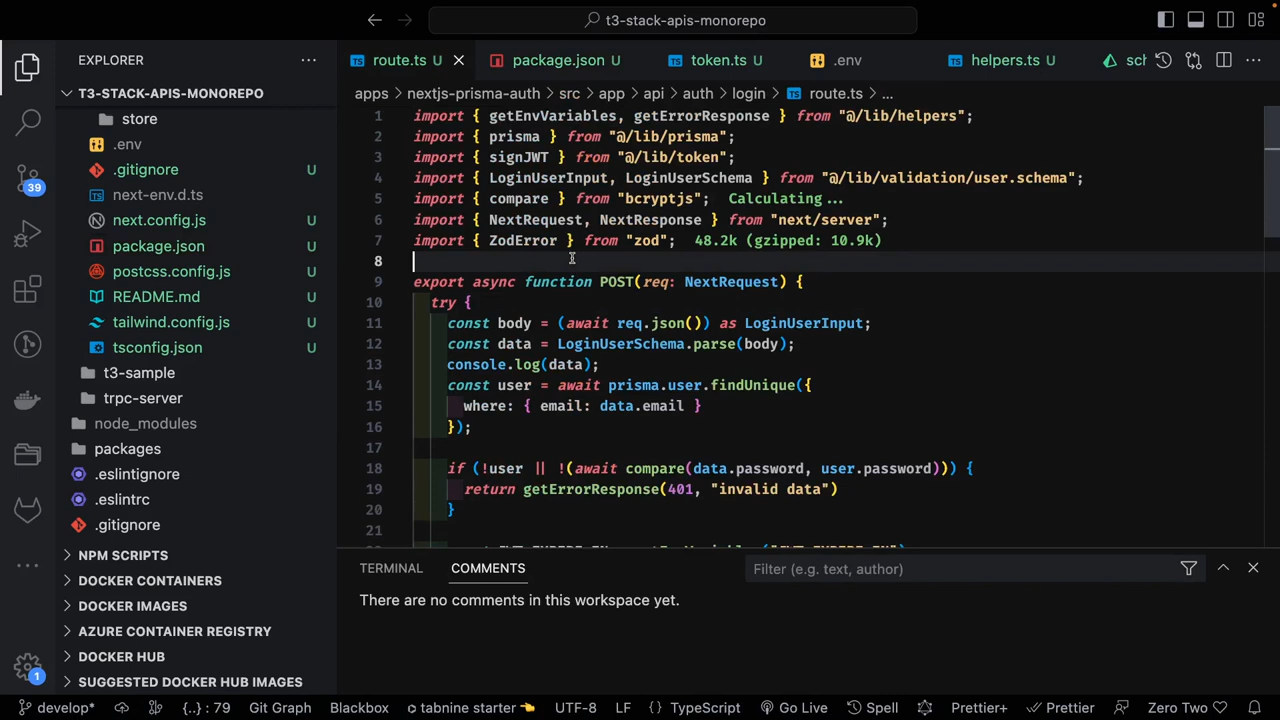 t3-stack-apis-monorepo
EXPLORER
route.ts U
package.json U
token.ts U
.env
helpers.ts U
sch
T3-STACK-APIS-MONOREPO
apps > nextjs-prisma-auth > src > app > api > auth > login > route.ts > ...
store
.env
.gitignore U
next-env.d.ts
next.config.js U
package.json U
postcss.config.js U
README.md U
tailwind.config.js U
tsconfig.json U
t3-sample
trpc-server
node_modules
packages
.eslintignore
.eslintrc
.gitignore
NPM SCRIPTS
DOCKER CONTAINERS
DOCKER IMAGES
AZURE CONTAINER REGISTRY
DOCKER HUB
SUGGESTED DOCKER HUB IMAGES
39
1
1 import { getEnvVariables, getErrorResponse } from "@/lib/helpers";
2 import { prisma } from "@/lib/prisma";
3 import { signJWT } from "@/lib/token";
4 import { LoginUserInput, LoginUserSchema } from "@/lib/validation/user.schema";
5 import { compare } from "bcryptjs"; Calculating...
6 import { NextRequest, NextResponse } from "next/server";
7 import { ZodError } from "zod"; 48.2k (gzipped: 10.9k)
8
9 export async function POST(req: NextRequest) {
10 try {
11 const body = (await req.json()) as LoginUserInput;
12 const data = LoginUserSchema.parse(body);
13 console.log(data);
14 const user = await prisma.user.findUnique({
15 where: { email: data.email }
16 });
17
18 if (!user || !(await compare(data.password, user.password))) {
19 return getErrorResponse(401, "invalid data")
20 }
21
TERMINAL
COMMENTS
Filter (e.g. text, author)
There are no comments in this workspace yet.
develop*
{..} : 79
Git Graph
Blackbox
tabnine starter 👈
UTF-8
LF
{} TypeScript
Go Live
Spell
Prettier+
Prettier
Zero Two